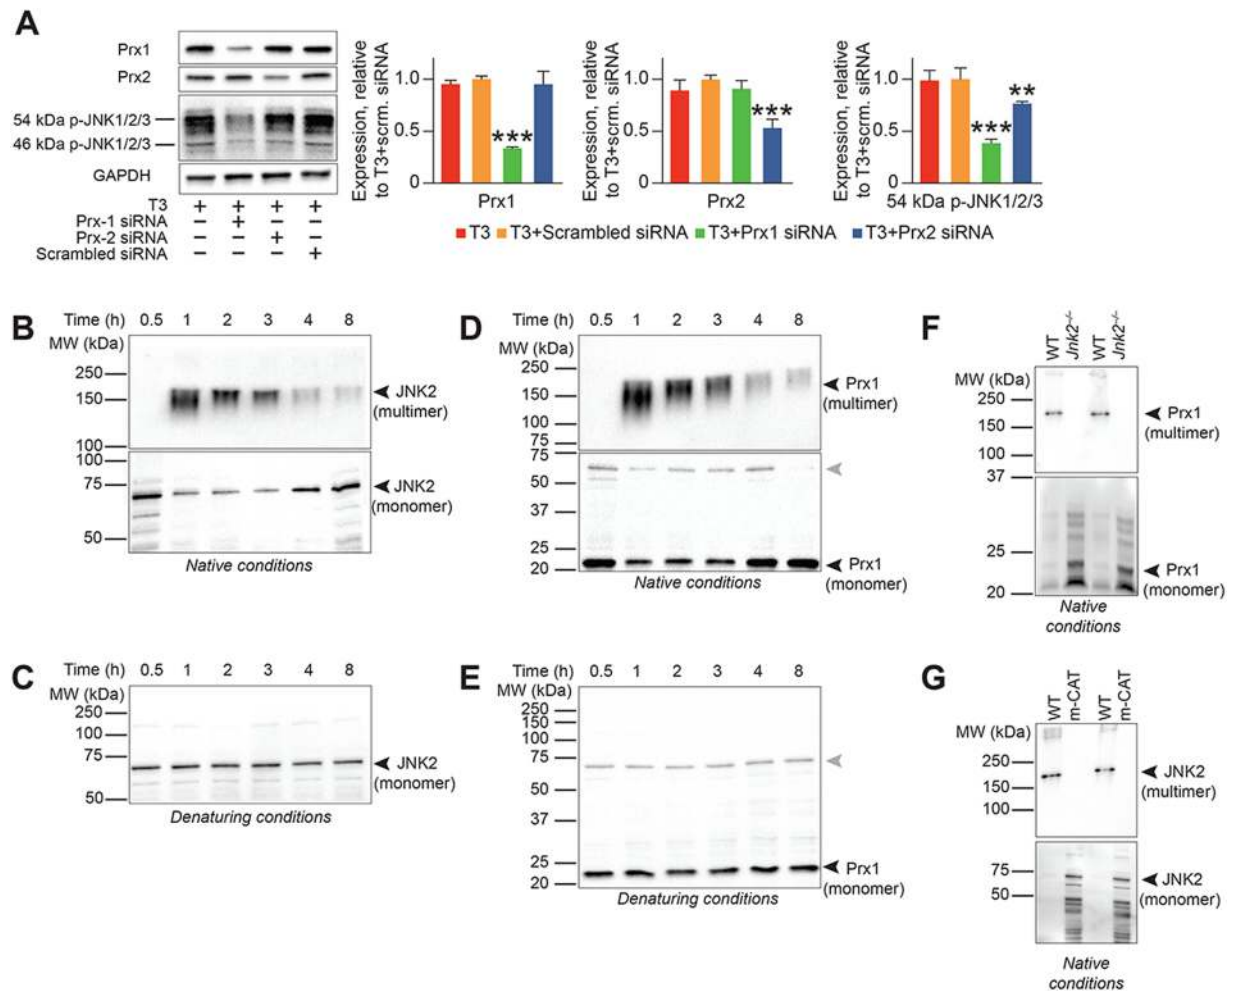 A
Prx1
Prx2
54 kDa p-JNK1/2/3
46 kDa p-JNK1/2/3
GAPDH
T3 + + + +
Prx-1 siRNA – + – –
Prx-2 siRNA – – + –
Scrambled siRNA – – – +
Expression, relative
to T3+scrm. siRNA
1.0
0.5
0
***
Prx1
Expression, relative
to T3+scrm. siRNA
1.0
0.5
0
***
Prx2
Expression, relative
to T3+scrm. siRNA
1.0
0.5
0
***
**
54 kDa p-JNK1/2/3
T3 T3+Scrambled siRNA T3+Prx1 siRNA T3+Prx2 siRNA
B
Time (h) 0.5 1 2 3 4 8
MW (kDa)
250
150
100
JNK2
(multimer)
100
75
50
JNK2
(monomer)
Native conditions
C
Time (h) 0.5 1 2 3 4 8
MW (kDa)
250
100
75
50
JNK2
(monomer)
Denaturing conditions
D
Time (h) 0.5 1 2 3 4 8
MW (kDa)
250
150
100
75
Prx1
(multimer)
75
50
37
25
20
Prx1
(monomer)
Native conditions
E
Time (h) 0.5 1 2 3 4 8
MW (kDa)
250
150
100
75
50
37
25
20
Prx1
(monomer)
Denaturing conditions
F
WT Jnk2-/- WT Jnk2-/-
MW (kDa)
250
150
100
Prx1
(multimer)
37
25
20
Prx1
(monomer)
Native
conditions
G
WT m-CAT WT m-CAT
MW (kDa)
250
150
100
JNK2
(multimer)
75
50
JNK2
(monomer)
Native
conditions